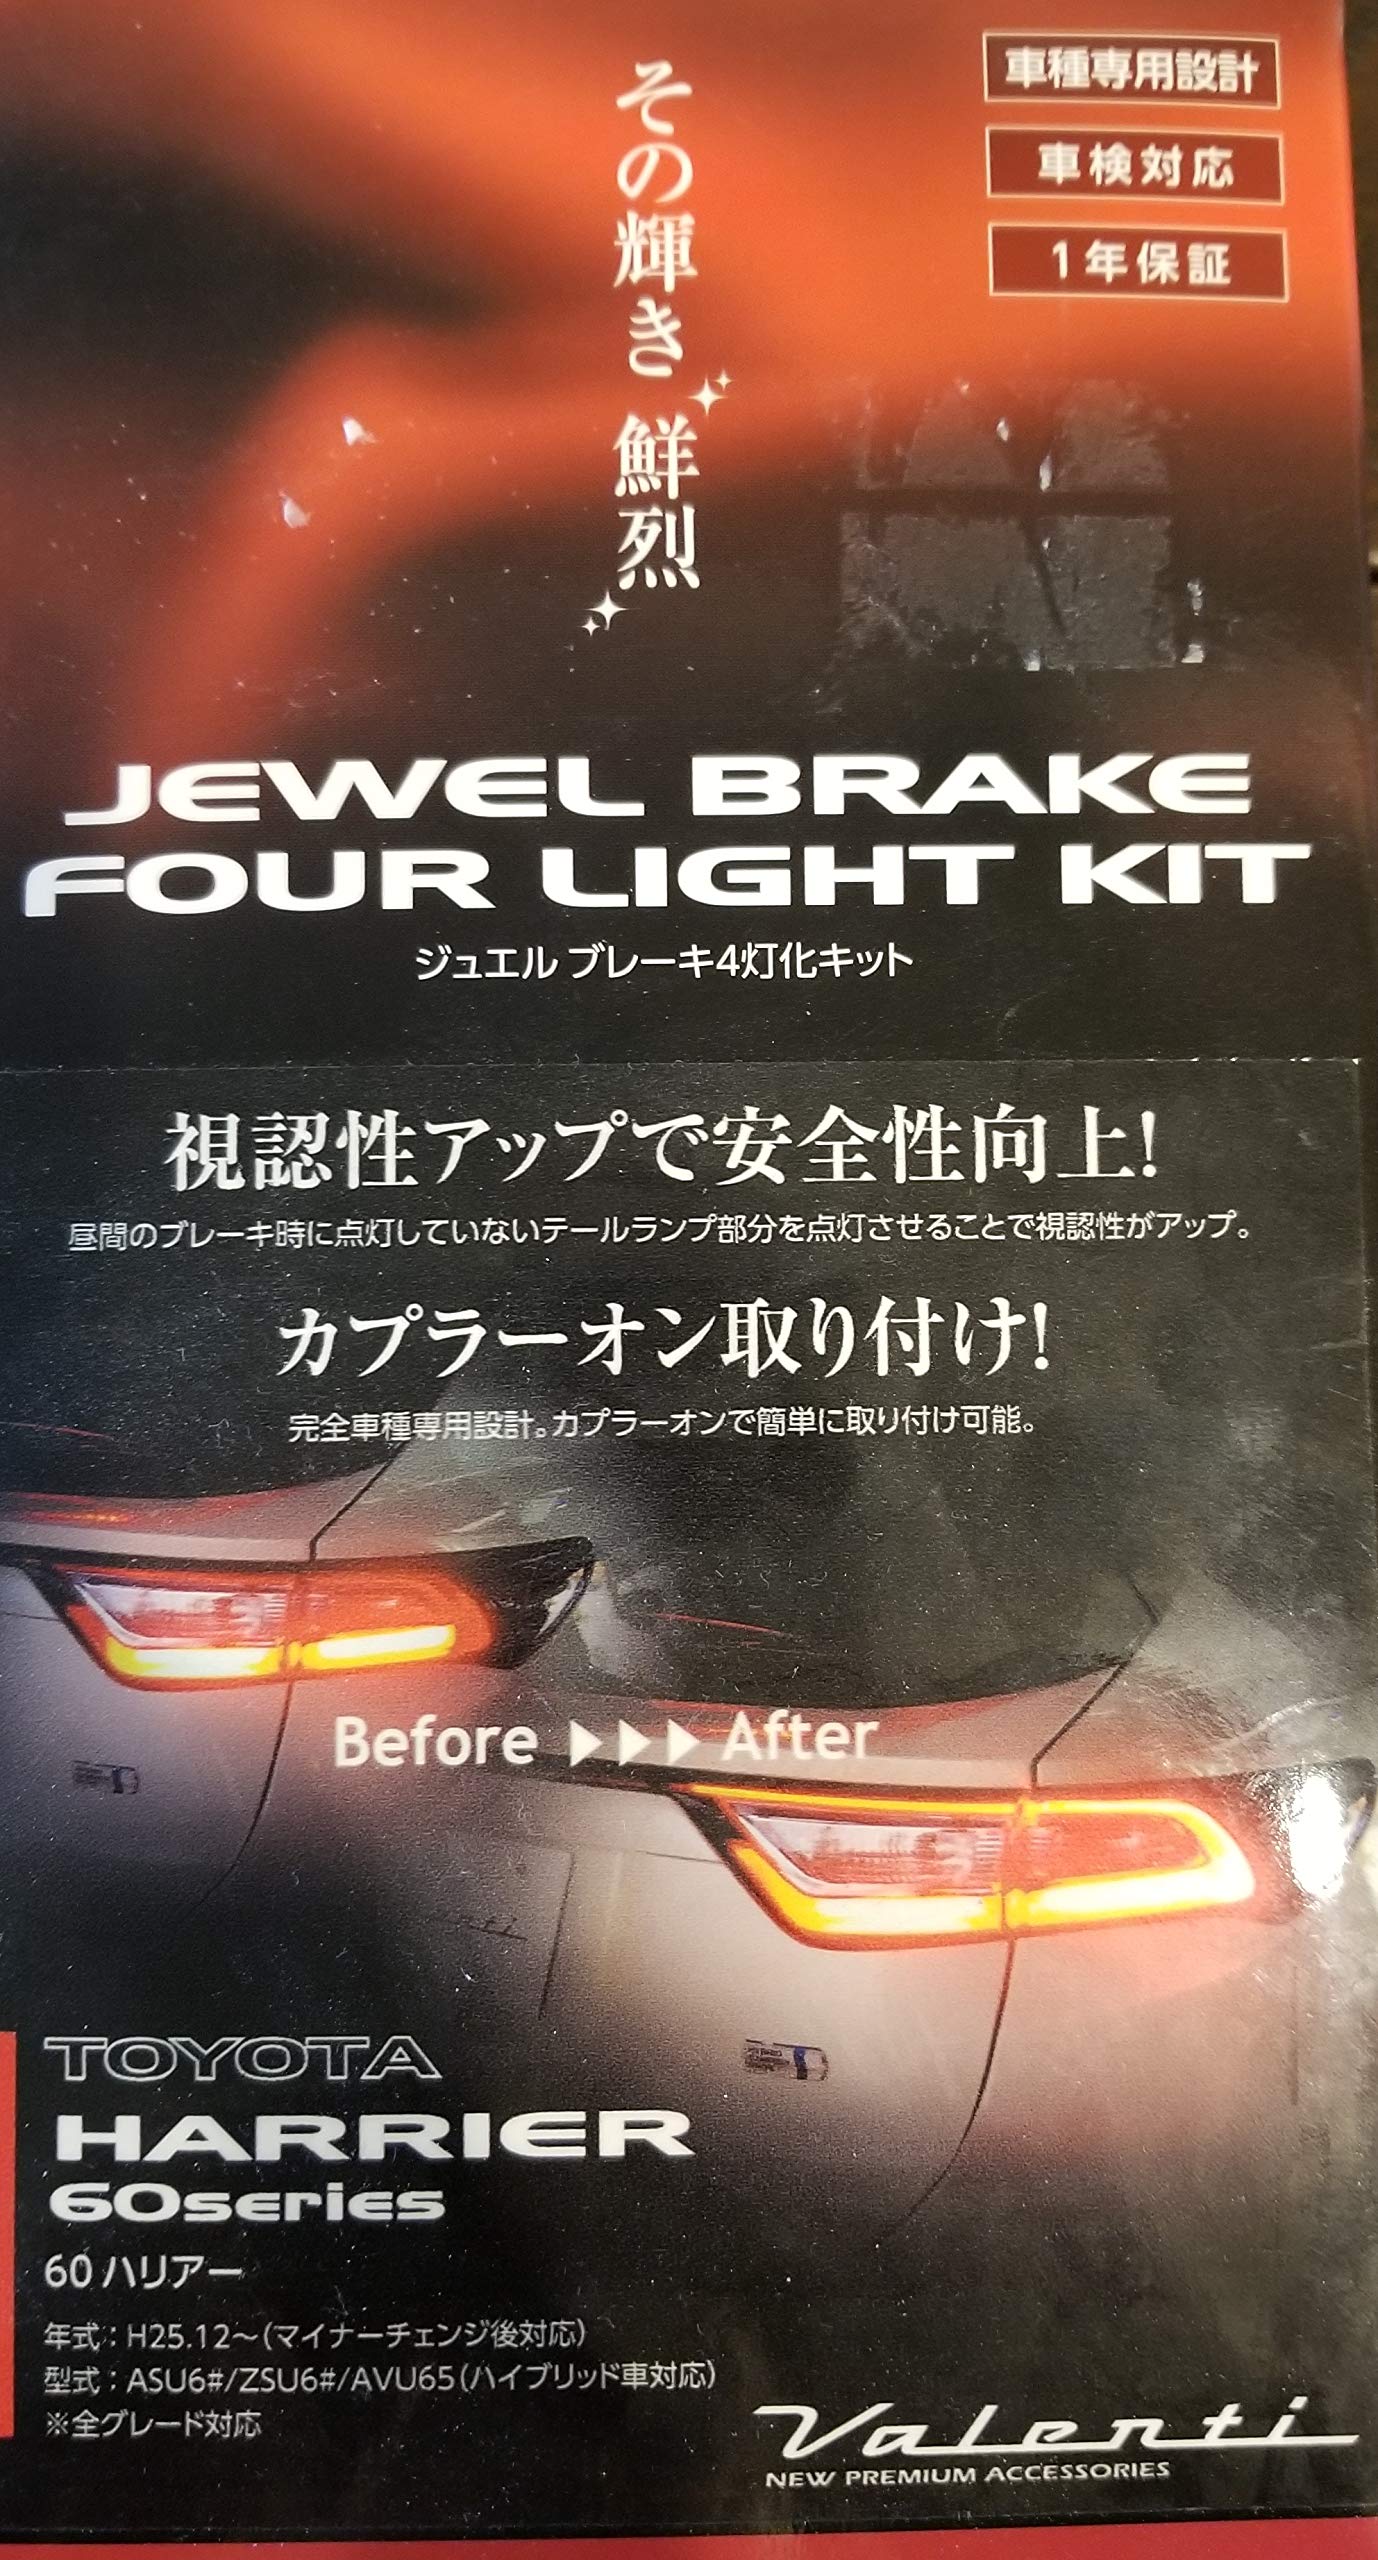 その輝き 鮮烈
車種専用設計
車検対応
1年保証
JEWEL BRAKE
FOUR LIGHT KIT
ジュエル ブレーキ4灯化キット
視認性アップで安全性向上!
昼間のブレーキ時に点灯していないテールランプ部分を点灯させることで視認性がアップ。
カプラーオン取り付け!
完全車種専用設計。カプラーオンで簡単に取り付け可能。
Before ▶▶▶ After
TOYOTA
HARRIER
60series
60 ハリアー
年式：H25.12～(マイナーチェンジ後対応)
型式：ASU6#/ZSU6#/AVU65(ハイブリッド車対応)
※全グレード対応
Valenti
NEW PREMIUM ACCESSORIES